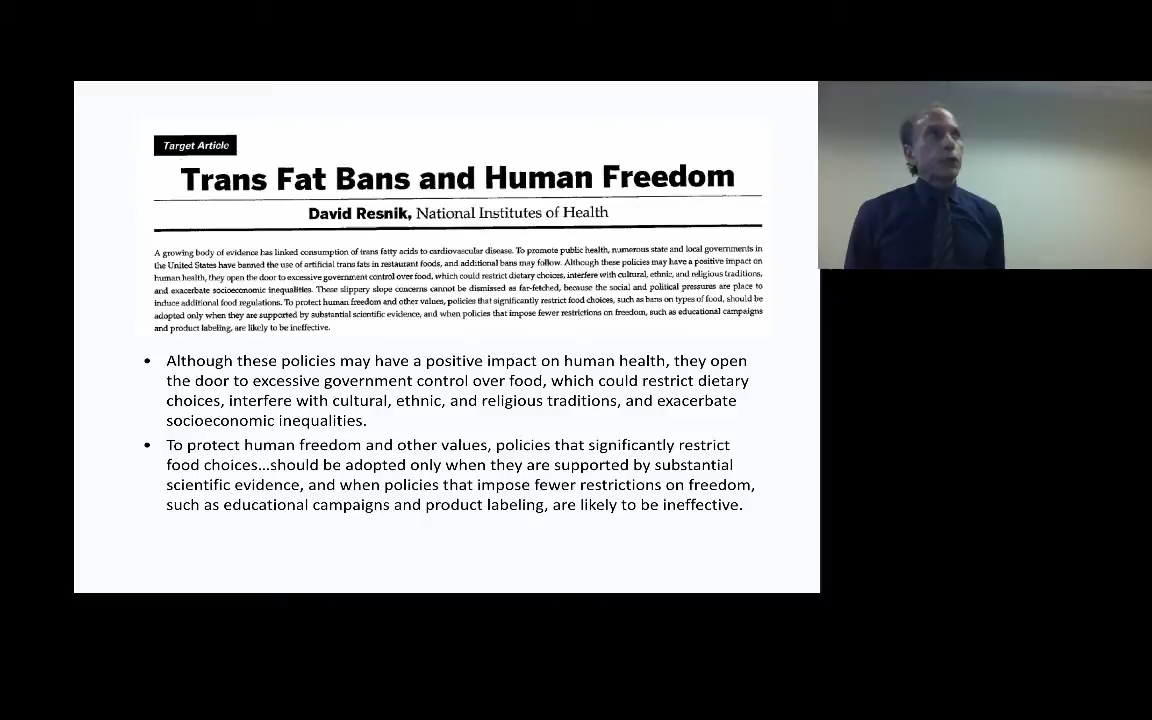 Target Article
Trans Fat Bans and Human Freedom
David Resnik, National Institutes of Health
A growing body of evidence has linked consumption of trans fatty acids to cardiovascular disease. To promote public health, numerous state and local governments in
the United States have banned the use of artificial trans fats in restaurant foods, and additional bans may follow. Although these policies may have a positive impact on
human health, they open the door to excessive government control over food, which could restrict dietary choices, interfere with cultural, ethnic, and religious traditions,
and exacerbate socioeconomic inequalities. These slippery slope concerns cannot be dismissed as far-fetched, because the social and political pressures are place to
induce additional food regulations. To protect human freedom and other values, policies that significantly restrict food choices, such as bans on types of food, should be
adopted only when they are supported by substantial scientific evidence, and when policies that impose fewer restrictions on freedom, such as educational campaigns
and product labeling, are likely to be ineffective.
• Although these policies may have a positive impact on human health, they open
the door to excessive government control over food, which could restrict dietary
choices, interfere with cultural, ethnic, and religious traditions, and exacerbate
socioeconomic inequalities.
• To protect human freedom and other values, policies that significantly restrict
food choices...should be adopted only when they are supported by substantial
scientific evidence, and when policies that impose fewer restrictions on freedom,
such as educational campaigns and product labeling, are likely to be ineffective.